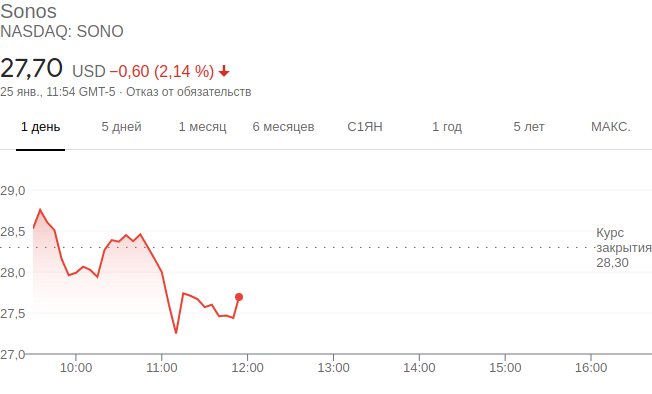 Sonos
NASDAQ: SONO
27,70 USD −0,60 (2,14 %)
25 янв., 11:54 GMT-5 · Отказ от обязательств
1 день 5 дней 1 месяц 6 месяцев С1ЯН 1 год 5 лет МАКС.
29,0
28,5
Курс
закрытия
28,30
28,0
27,5
27,0
10:00 11:00 12:00 13:00 14:00 15:00 16:00